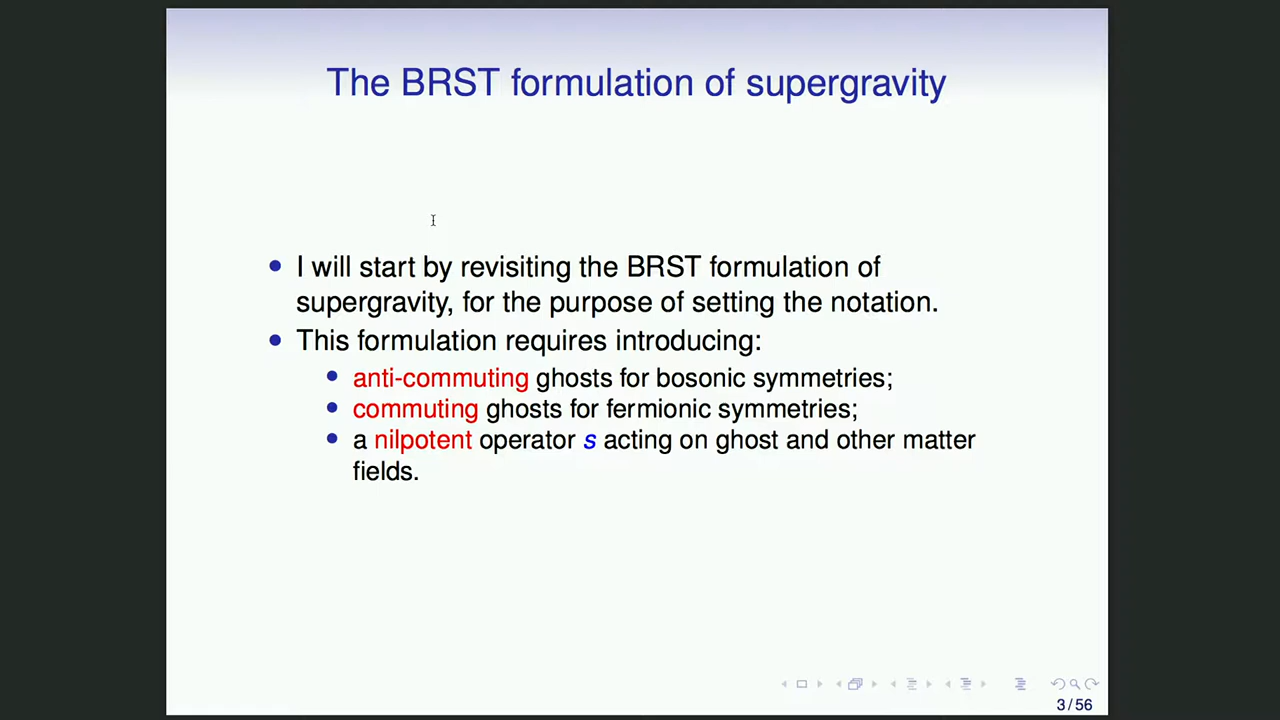 The BRST formulation of supergravity
• I will start by revisiting the BRST formulation of
supergravity, for the purpose of setting the notation.
• This formulation requires introducing:
• anti-commuting ghosts for bosonic symmetries;
• commuting ghosts for fermionic symmetries;
• a nilpotent operator s acting on ghost and other matter
fields.
3 / 56